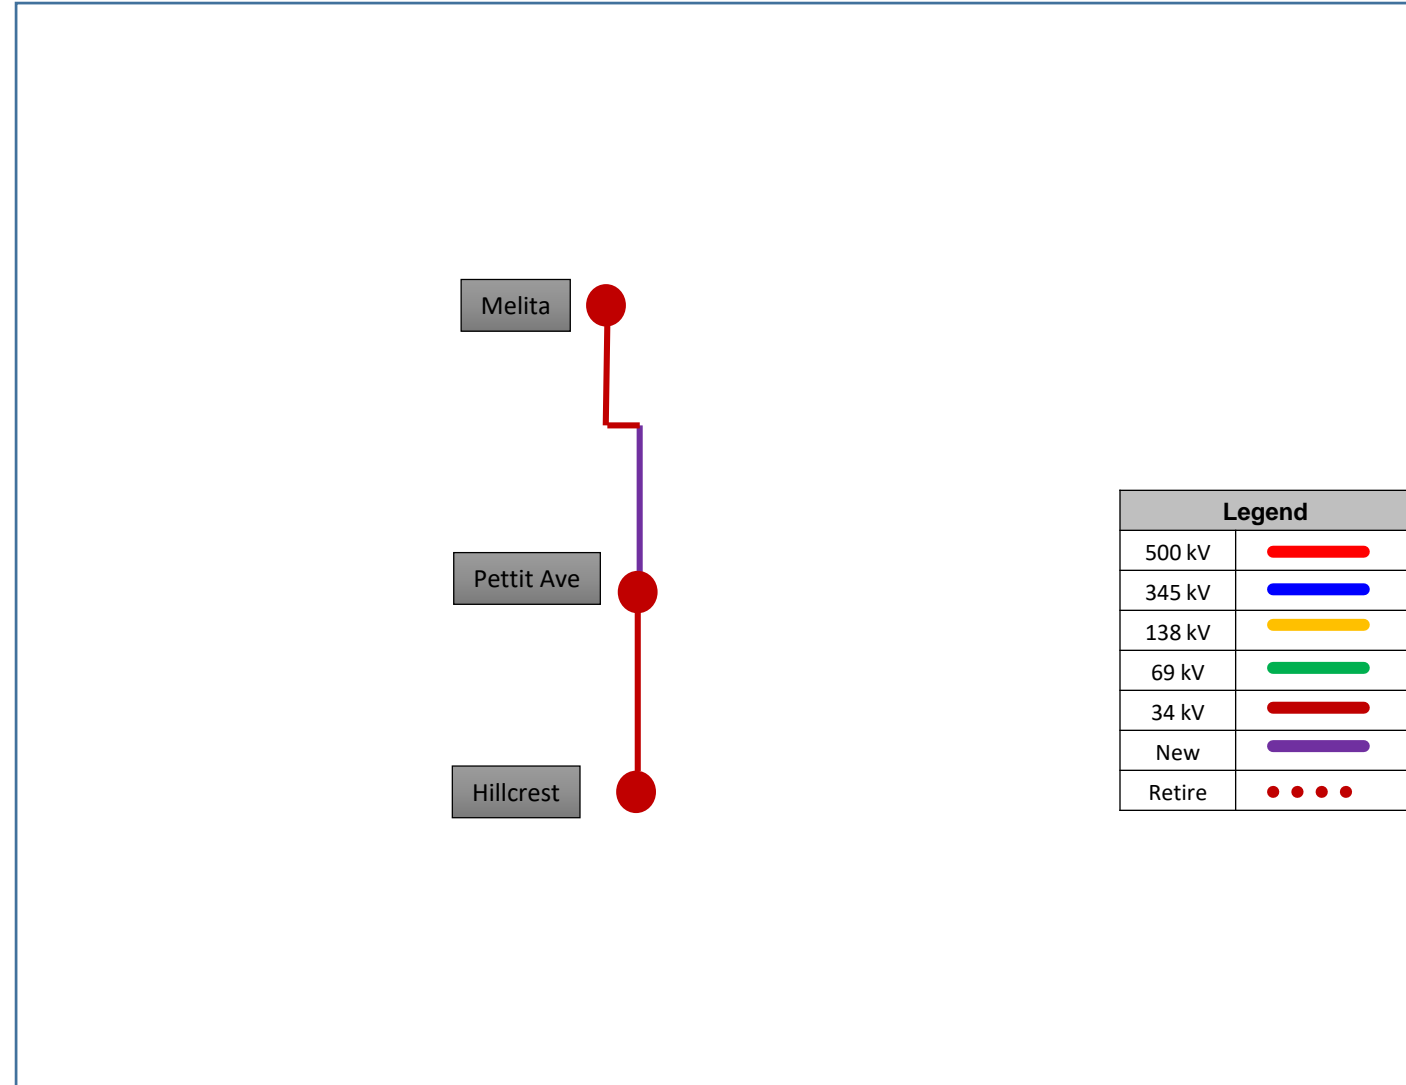 Melita
Pettit Ave
Hillcrest
Legend
500 kV
345 kV
138 kV
69 kV
34 kV
New
Retire